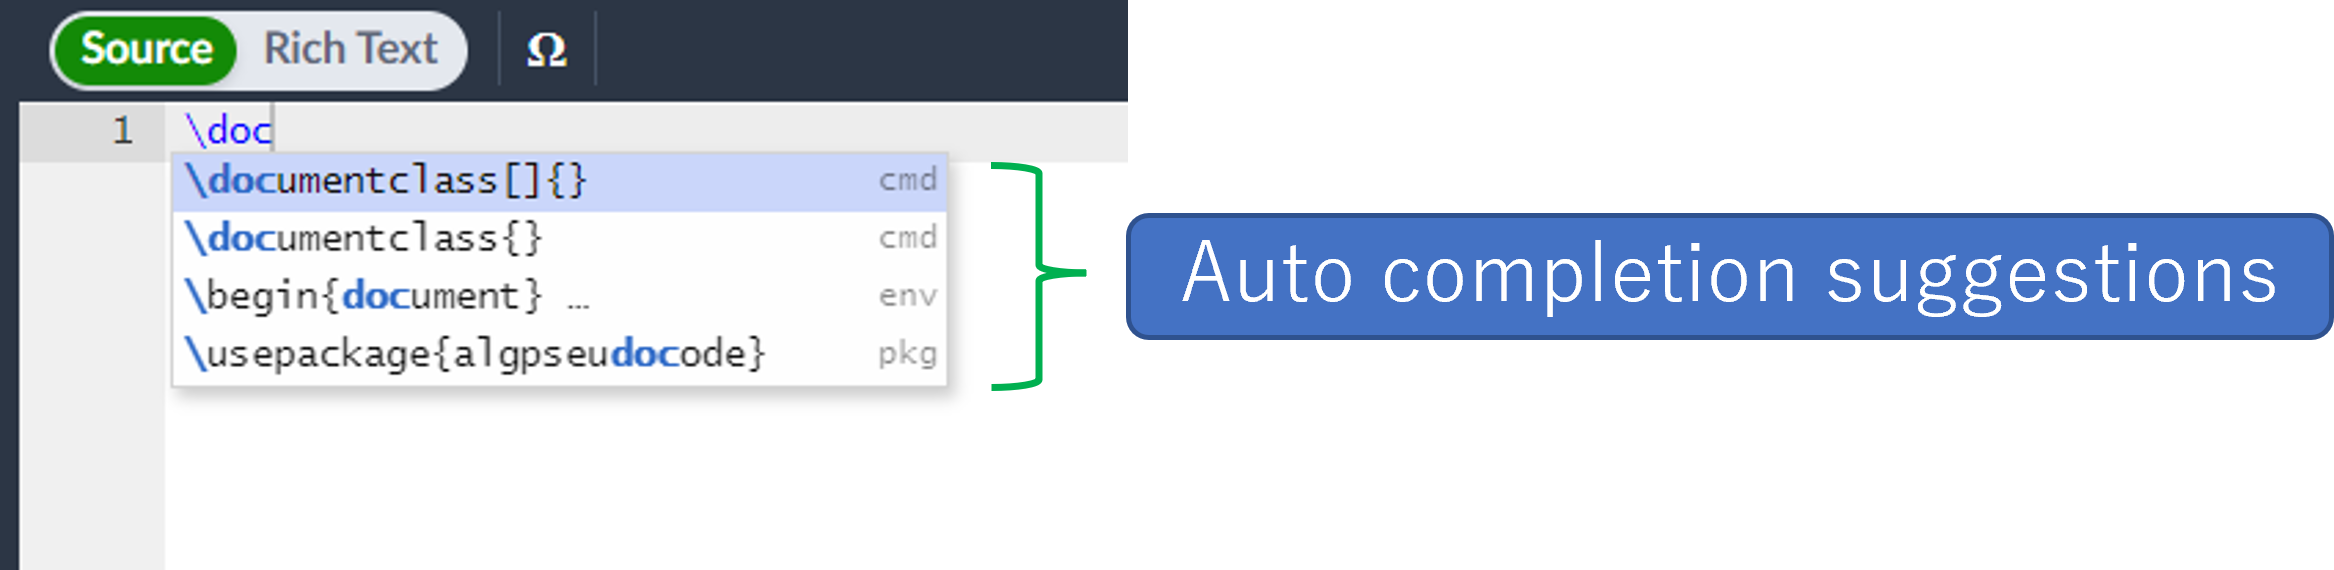 Source Rich Text Ω
1 \doc
\documentclass[]{} cmd
\documentclass{} cmd
\begin{document} … env
\usepackage{algpseudocode} pkg
Auto completion suggestions